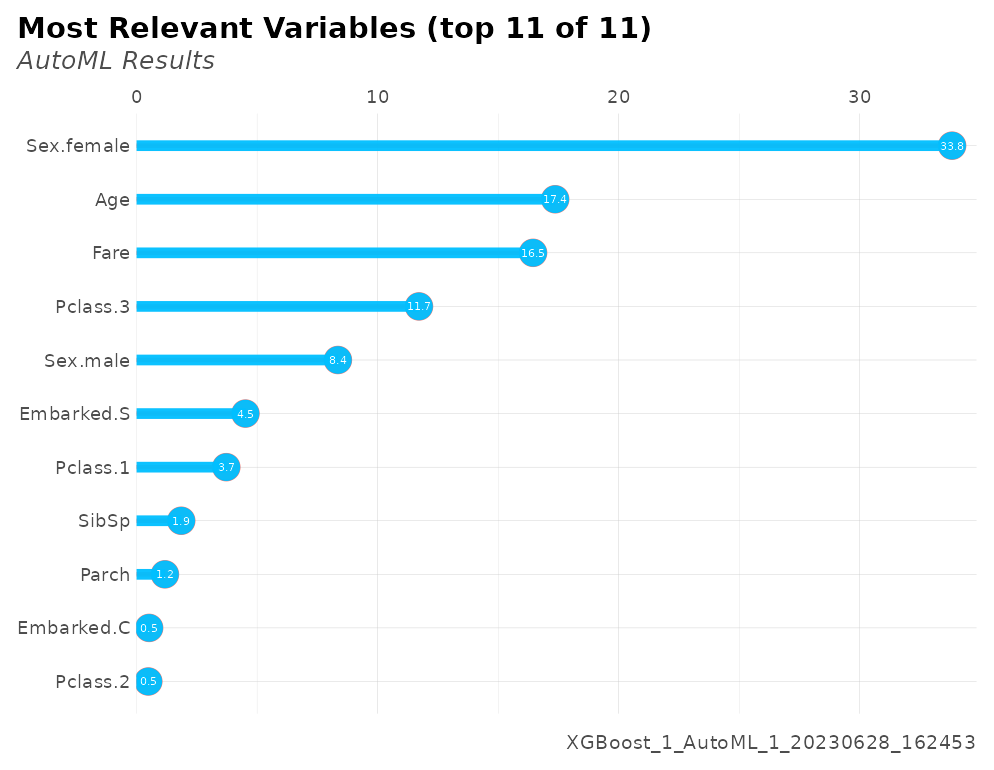 Most Relevant Variables (top 11 of 11)
AutoML Results
0 10 20 30
Sex.female 33.8
Age 17.4
Fare 16.5
Pclass.3 11.7
Sex.male 8.4
Embarked.S 4.5
Pclass.1 3.7
SibSp 1.9
Parch 1.2
Embarked.C 0.5
Pclass.2 0.5
XGBoost_1_AutoML_1_20230628_162453